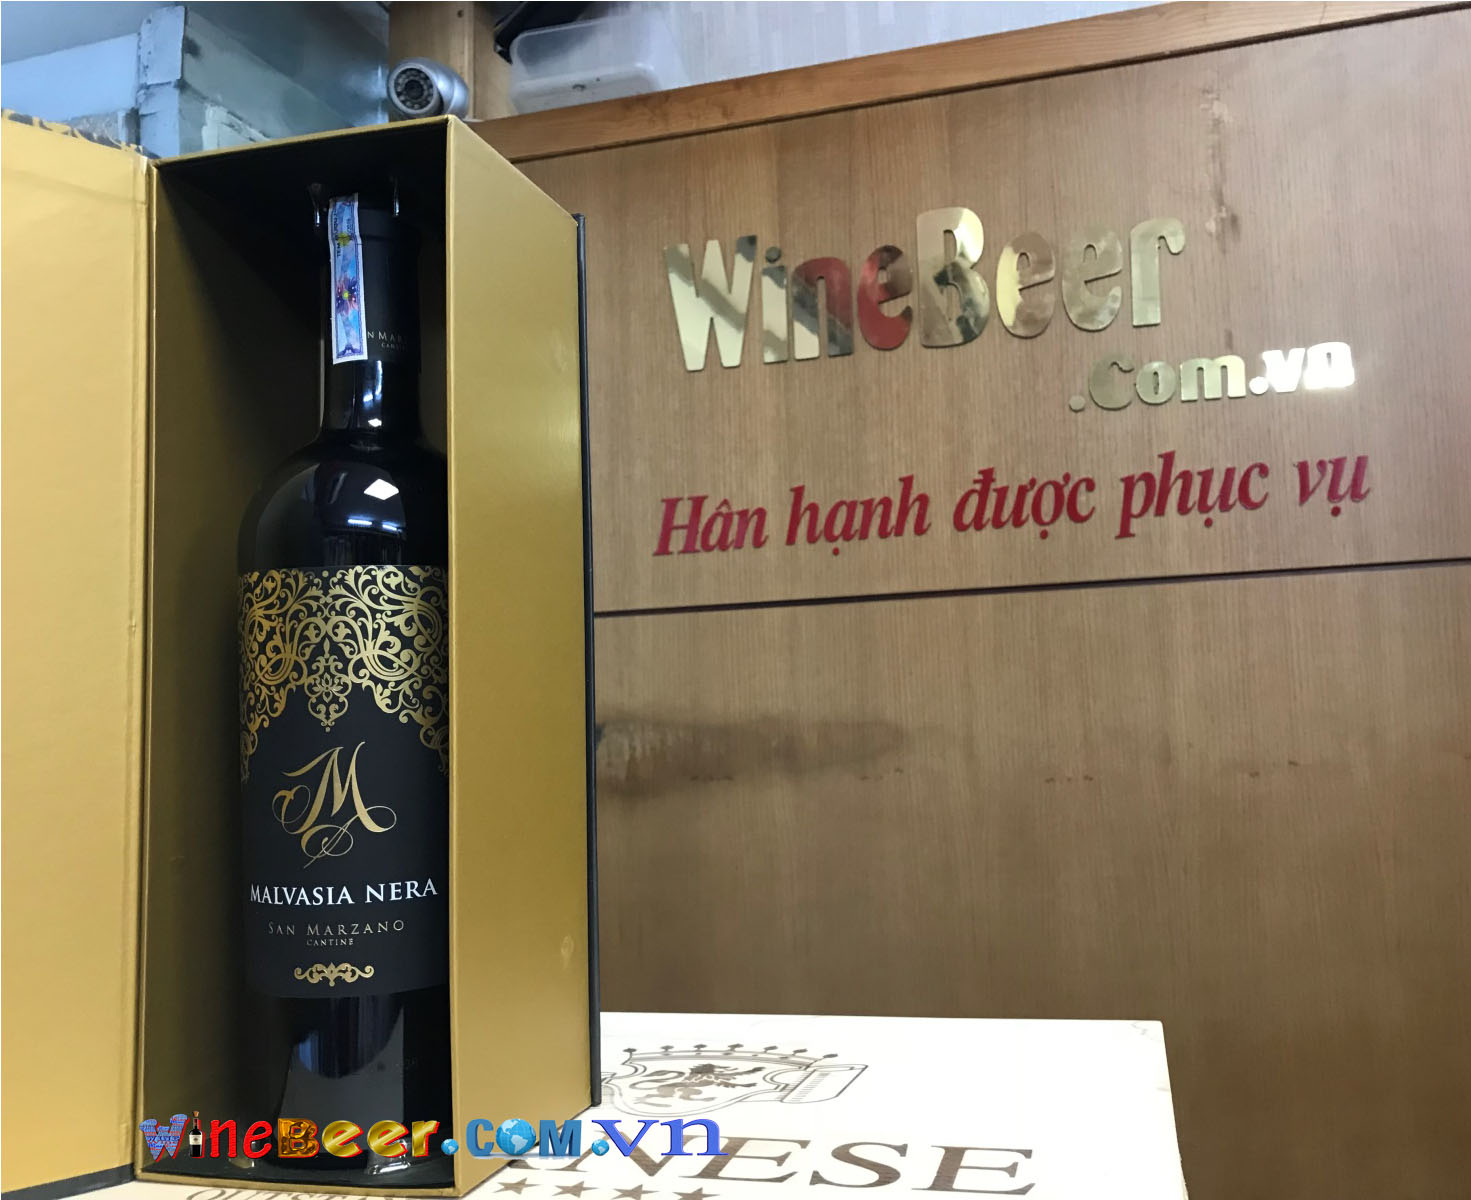 WineBeer
.Com.vn
Hân hạnh được phục vụ
M
MALVASIA NERA
SAN MARZANO
CANTINE
WineBeer.COM.vn